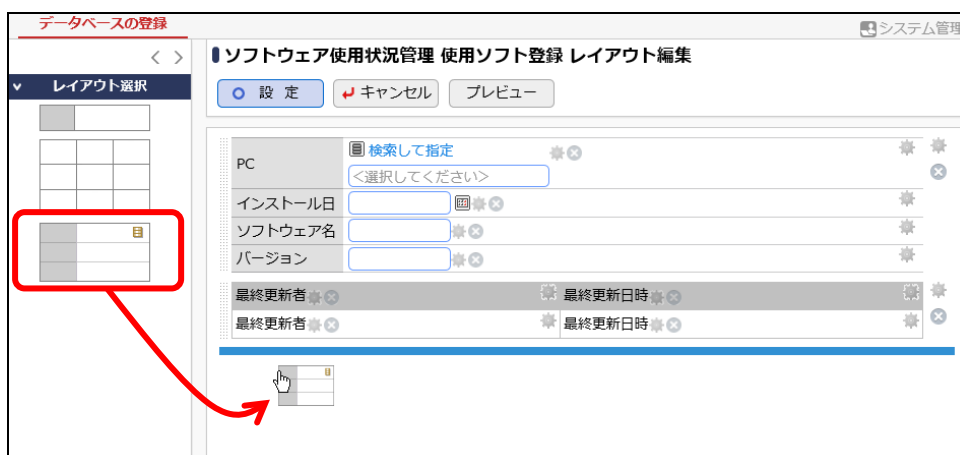 データベースの登録
システム管理
レイアウト選択
ソフトウェア使用状況管理 使用ソフト登録 レイアウト編集
設 定 キャンセル プレビュー
PC 検索して指定
<選択してください>
インストール日
ソフトウェア名
バージョン
最終更新者 最終更新日時
最終更新者 最終更新日時